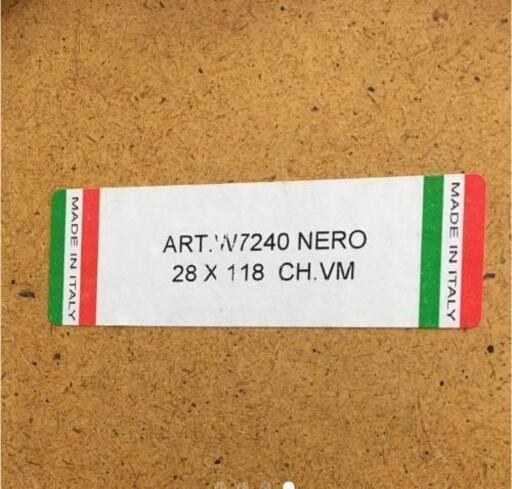 MADE IN ITALY
ART.W7240 NERO
28 X 118 CH.VM
MADE IN ITALY